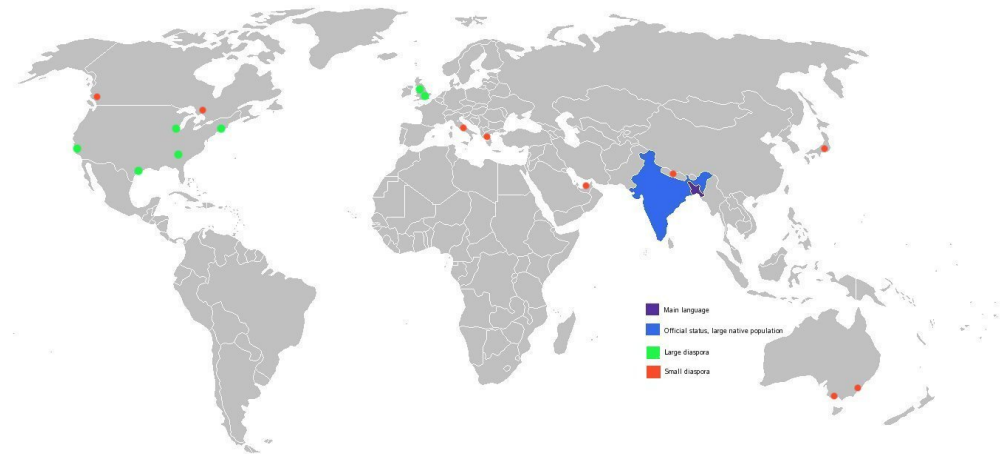 Main language
Official status, large native population
Large diaspora
Small diaspora